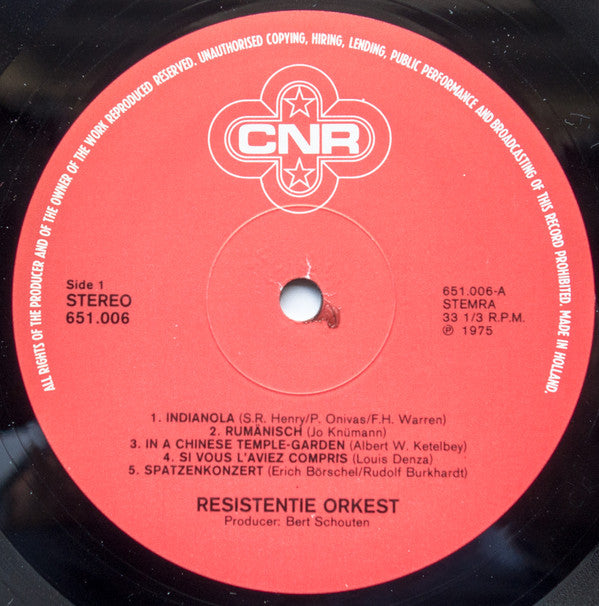 ALL RIGHTS OF THE PRODUCER AND OF THE OWNER OF THE WORK REPRODUCED RESERVED. UNAUTHORISED COPYING, HIRING, LENDING, PUBLIC PERFORMANCE AND BROADCASTING OF THIS RECORD PROHIBITED. MADE IN HOLLAND.
CNR
Side 1
STEREO
651.006
651.006-A
STEMRA
33 1/3 R.P.M.
℗ 1975
1. INDIANOLA (S.R. Henry/P. Onivas/F.H. Warren)
2. RUMÄNISCH (Jo Knümann)
3. IN A CHINESE TEMPLE-GARDEN (Albert W. Ketelbey)
4. SI VOUS L'AVIEZ COMPRIS (Louis Denza)
5. SPATZENKONZERT (Erich Börschel/Rudolf Burkhardt)
RESISTENTIE ORKEST
Producer: Bert Schouten